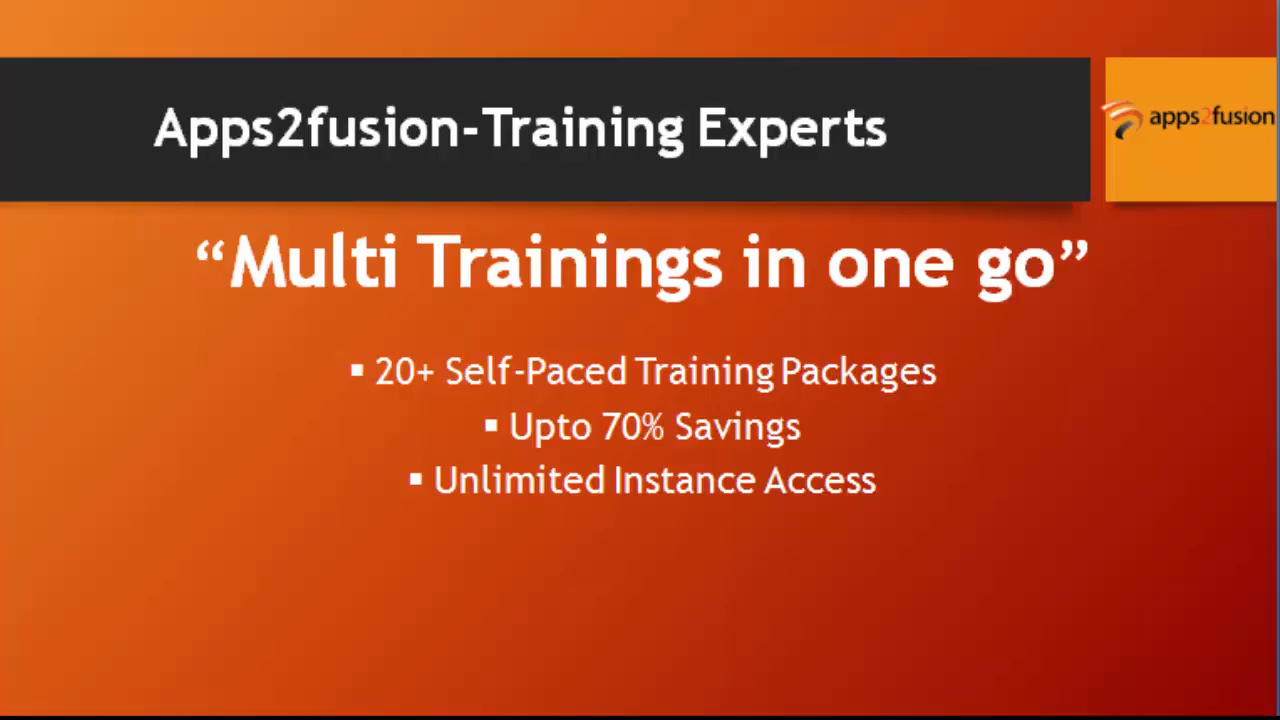 Apps2fusion-Training Experts
apps2fusion
“Multi Trainings in one go”
▪ 20+ Self-Paced Training Packages
▪ Upto 70% Savings
▪ Unlimited Instance Access